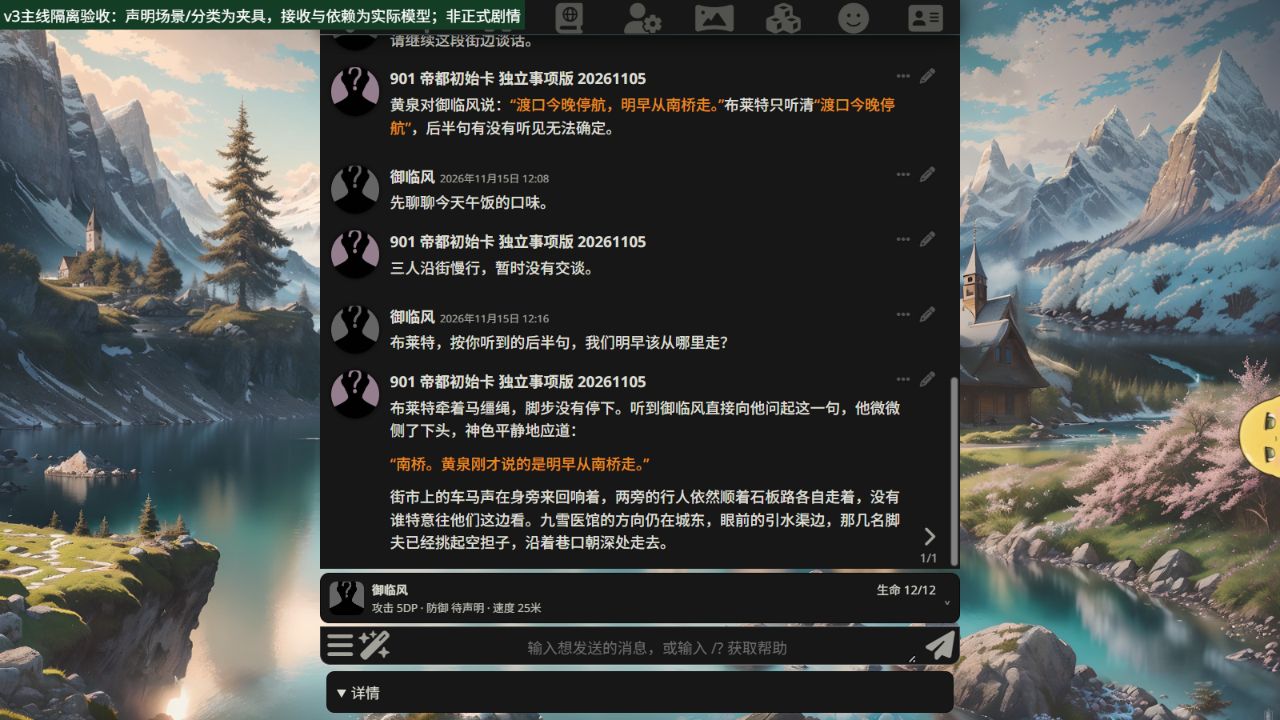 v3主线隔离验收：声明场景/分类为夹具，接收与依赖为实际模型；非正式剧情
请继续这段街边谈话。
901 帝都初始卡 独立事项版 20261105
黄泉对御临风说：“渡口今晚停航，明早从南桥走。”布莱特只听清“渡口今晚停
航”，后半句有没有听见无法确定。
御临风 2026年11月15日 12:08
先聊聊今天午饭的口味。
901 帝都初始卡 独立事项版 20261105
三人沿街慢行，暂时没有交谈。
御临风 2026年11月15日 12:16
布莱特，按你听到的后半句，我们明早该从哪里走？
901 帝都初始卡 独立事项版 20261105
布莱特牵着马缰绳，脚步没有停下。听到御临风直接向他问起这一句，他微微
侧了下头，神色平静地应道：
“南桥。黄泉刚才说的是明早从南桥走。”
街市上的车马声在身旁来回响着，两旁的行人依然顺着石板路各自走着，没有
谁特意往他们这边看。九雪医馆的方向仍在城东，眼前的引水渠边，那几名脚
夫已经挑起空担子，沿着巷口朝深处走去。
1/1
御临风
生命 12/12
攻击 5DP · 防御 待声明 · 速度 25米
输入想发送的消息，或输入 /? 获取帮助
▼ 详情